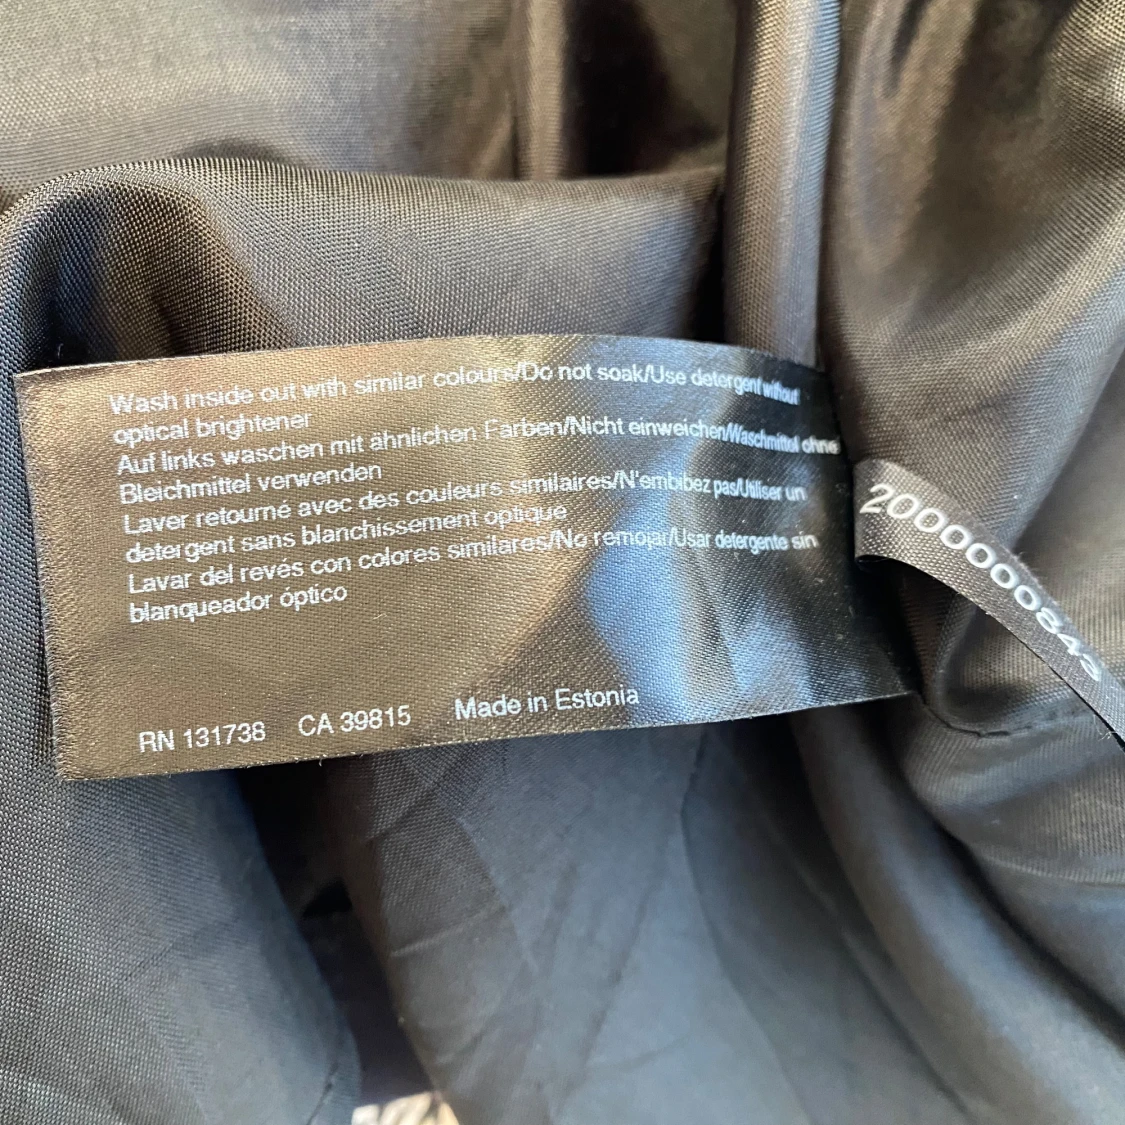 Wash inside out with similar colours/Do not soak/Use detergent without
optical brightener
Auf links waschen mit ähnlichen Farben/Nicht einweichen/Waschmittel ohne
Bleichmittel verwenden
Laver retourné avec des couleurs similaires/N'embibez pas/Utiliser un
detergent sans blanchissement optique
Lavar del revés con colores similares/No remojar/Usar detergente sin
blanqueador óptico
RN 131738 CA 39815 Made in Estonia
2000000843